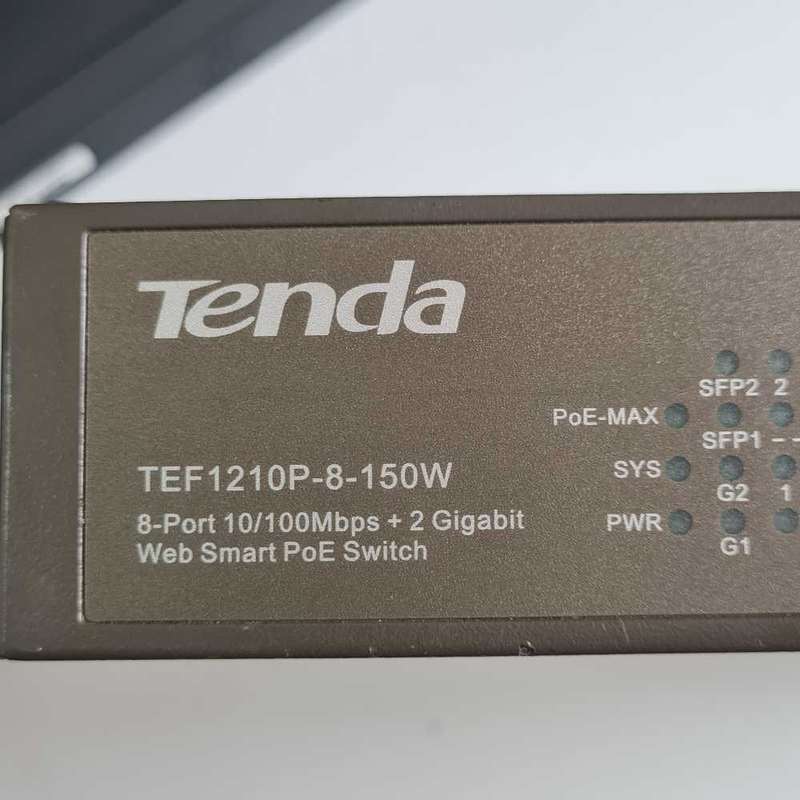 Tenda
TEF1210P-8-150W
8-Port 10/100Mbps + 2 Gigabit
Web Smart PoE Switch
SFP2 2
PoE-MAX
SFP1
SYS
G2 1
PWR
G1